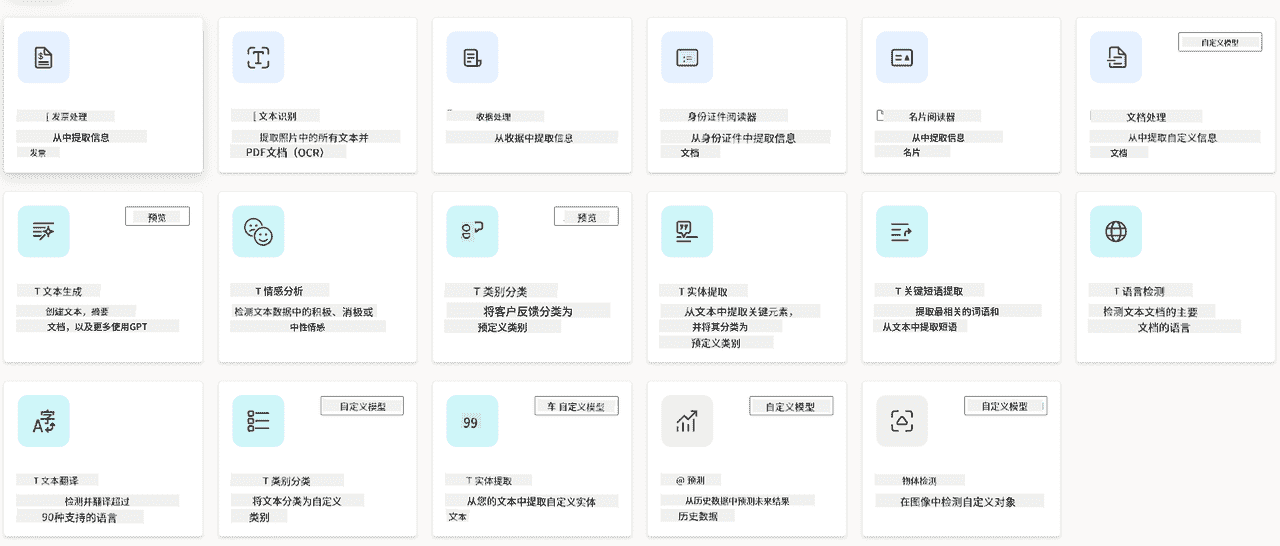 发票处理
从中提取信息
发票
文本识别
提取照片中的所有文本并
PDF文档（OCR）
收据处理
从收据中提取信息
身份证件阅读器
从身份证件中提取信息
文档
名片阅读器
从中提取信息
名片
自定义模型
文档处理
从中提取自定义信息
文档
预览
T 文本生成
创建文本，摘要
文档，以及更多使用GPT
T 情感分析
检测文本数据中的积极、消极或
中性情感
预览
T 类别分类
将客户反馈分类为
预定义类别
T 实体提取
从文本中提取关键元素，
并将其分类为
预定义类别
T 关键短语提取
提取最相关的词语和
从文本中提取短语
T 语言检测
检测文本文档的主要
文档的语言
A字
T 文本翻译
检测并翻译超过
90种支持的语言
自定义模型
T 类别分类
将文本分类为自定义
类别
车 自定义模型
99
T 实体提取
从您的文本中提取自定义实体
文本
自定义模型
@ 预测
从历史数据中预测未来结果
历史数据
自定义模型
物体检测
在图像中检测自定义对象